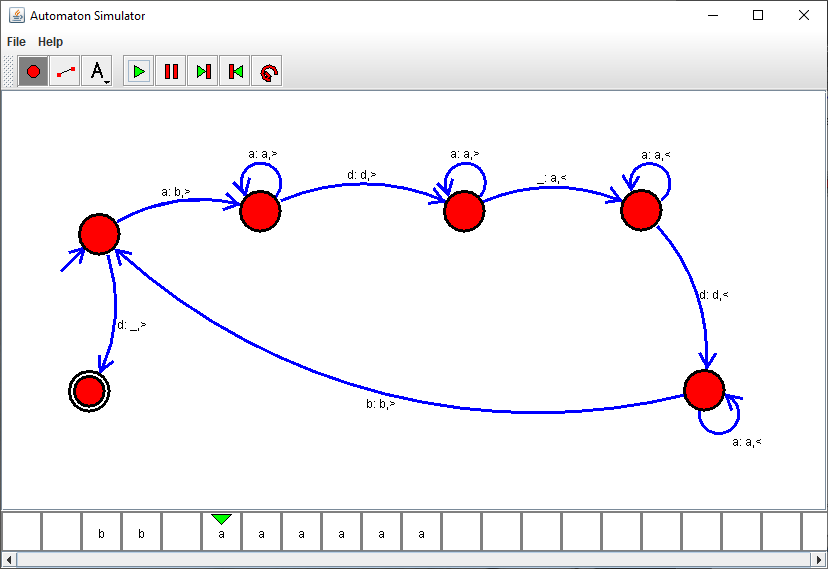 Automaton Simulator
File Help
A
a: a,> a: a,> a: a,<
a: b,> d: d,> _: a,<
d: d,<
d: _,>
b: b,>
a: a,<
b b a a a a a a